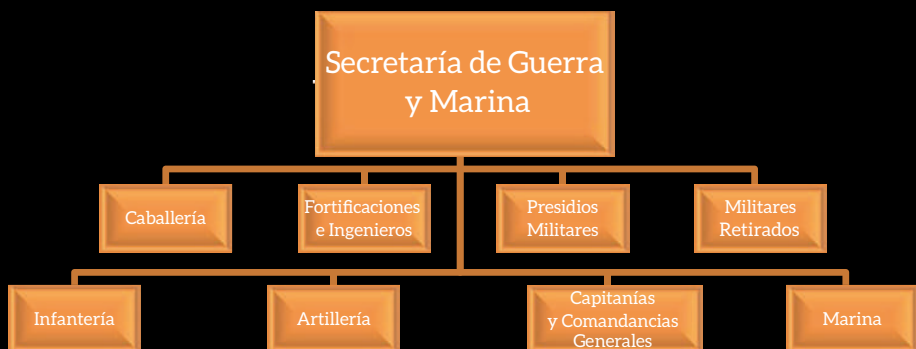 Secretaría de Guerra
y Marina
Caballería
Fortificaciones
e Ingenieros
Presidios
Militares
Militares
Retirados
Infantería
Artillería
Capitanías
y Comandancias
Generales
Marina